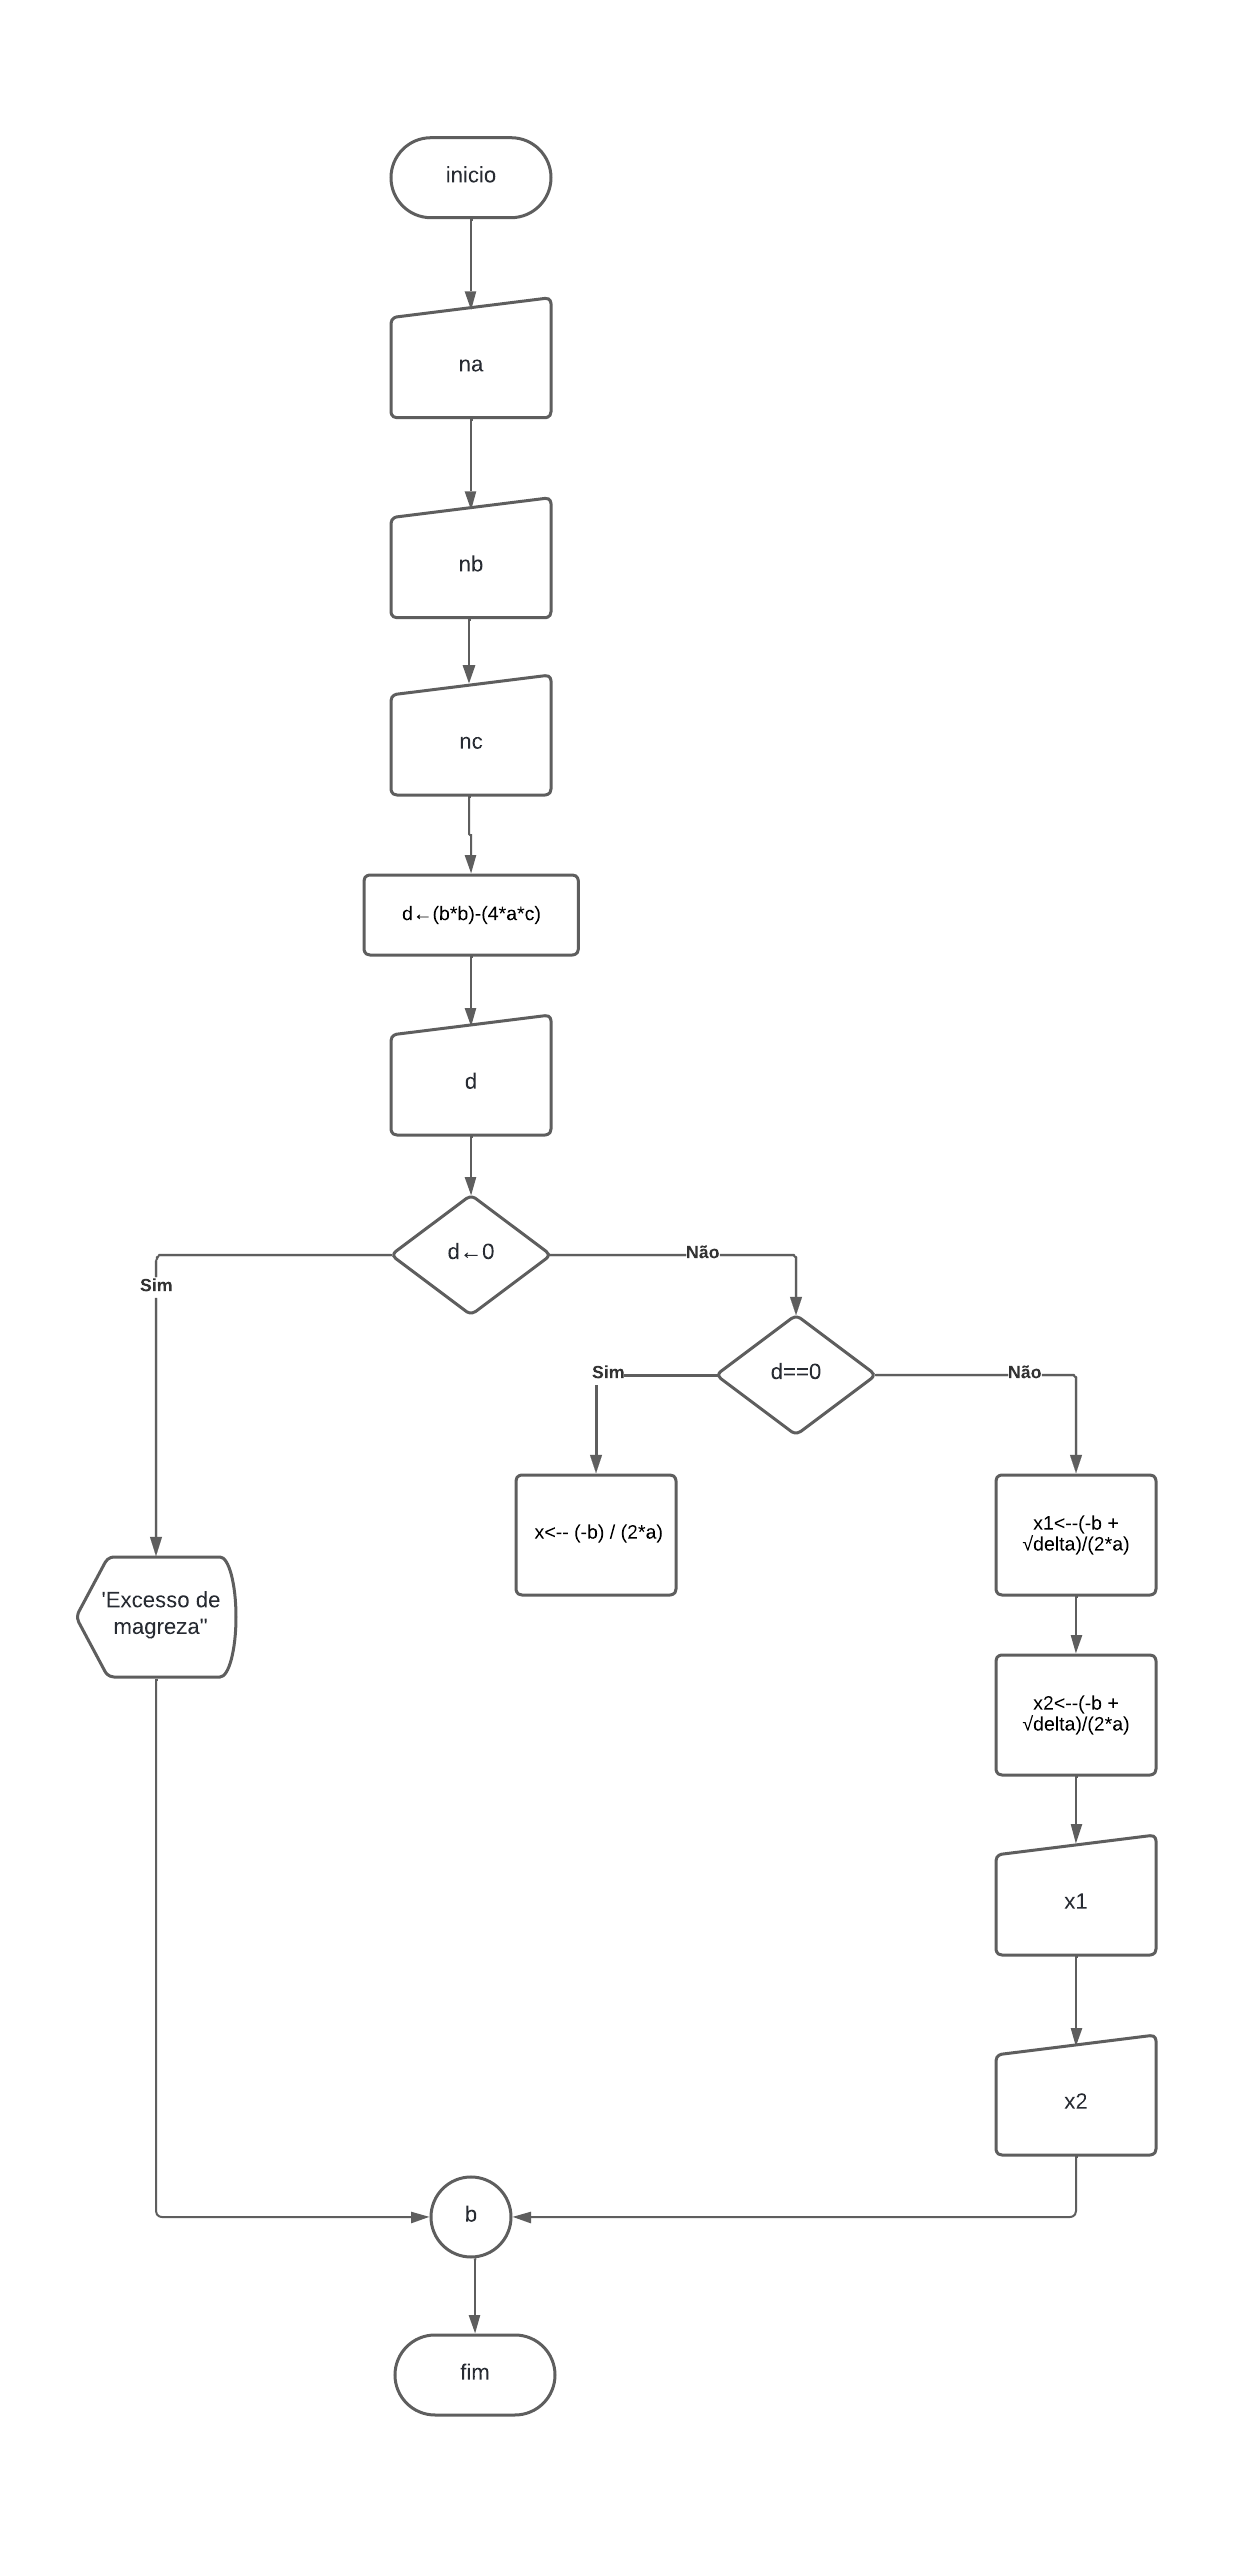 inicio
na
nb
nc
d←(b*b)-(4*a*c)
d
d←0
Sim
Não
d==0
Sim
Não
x<-- (-b) / (2*a)
x1<--(-b +
√delta)/(2*a)
'Excesso de
magreza"
x2<--(-b +
√delta)/(2*a)
x1
x2
b
fim